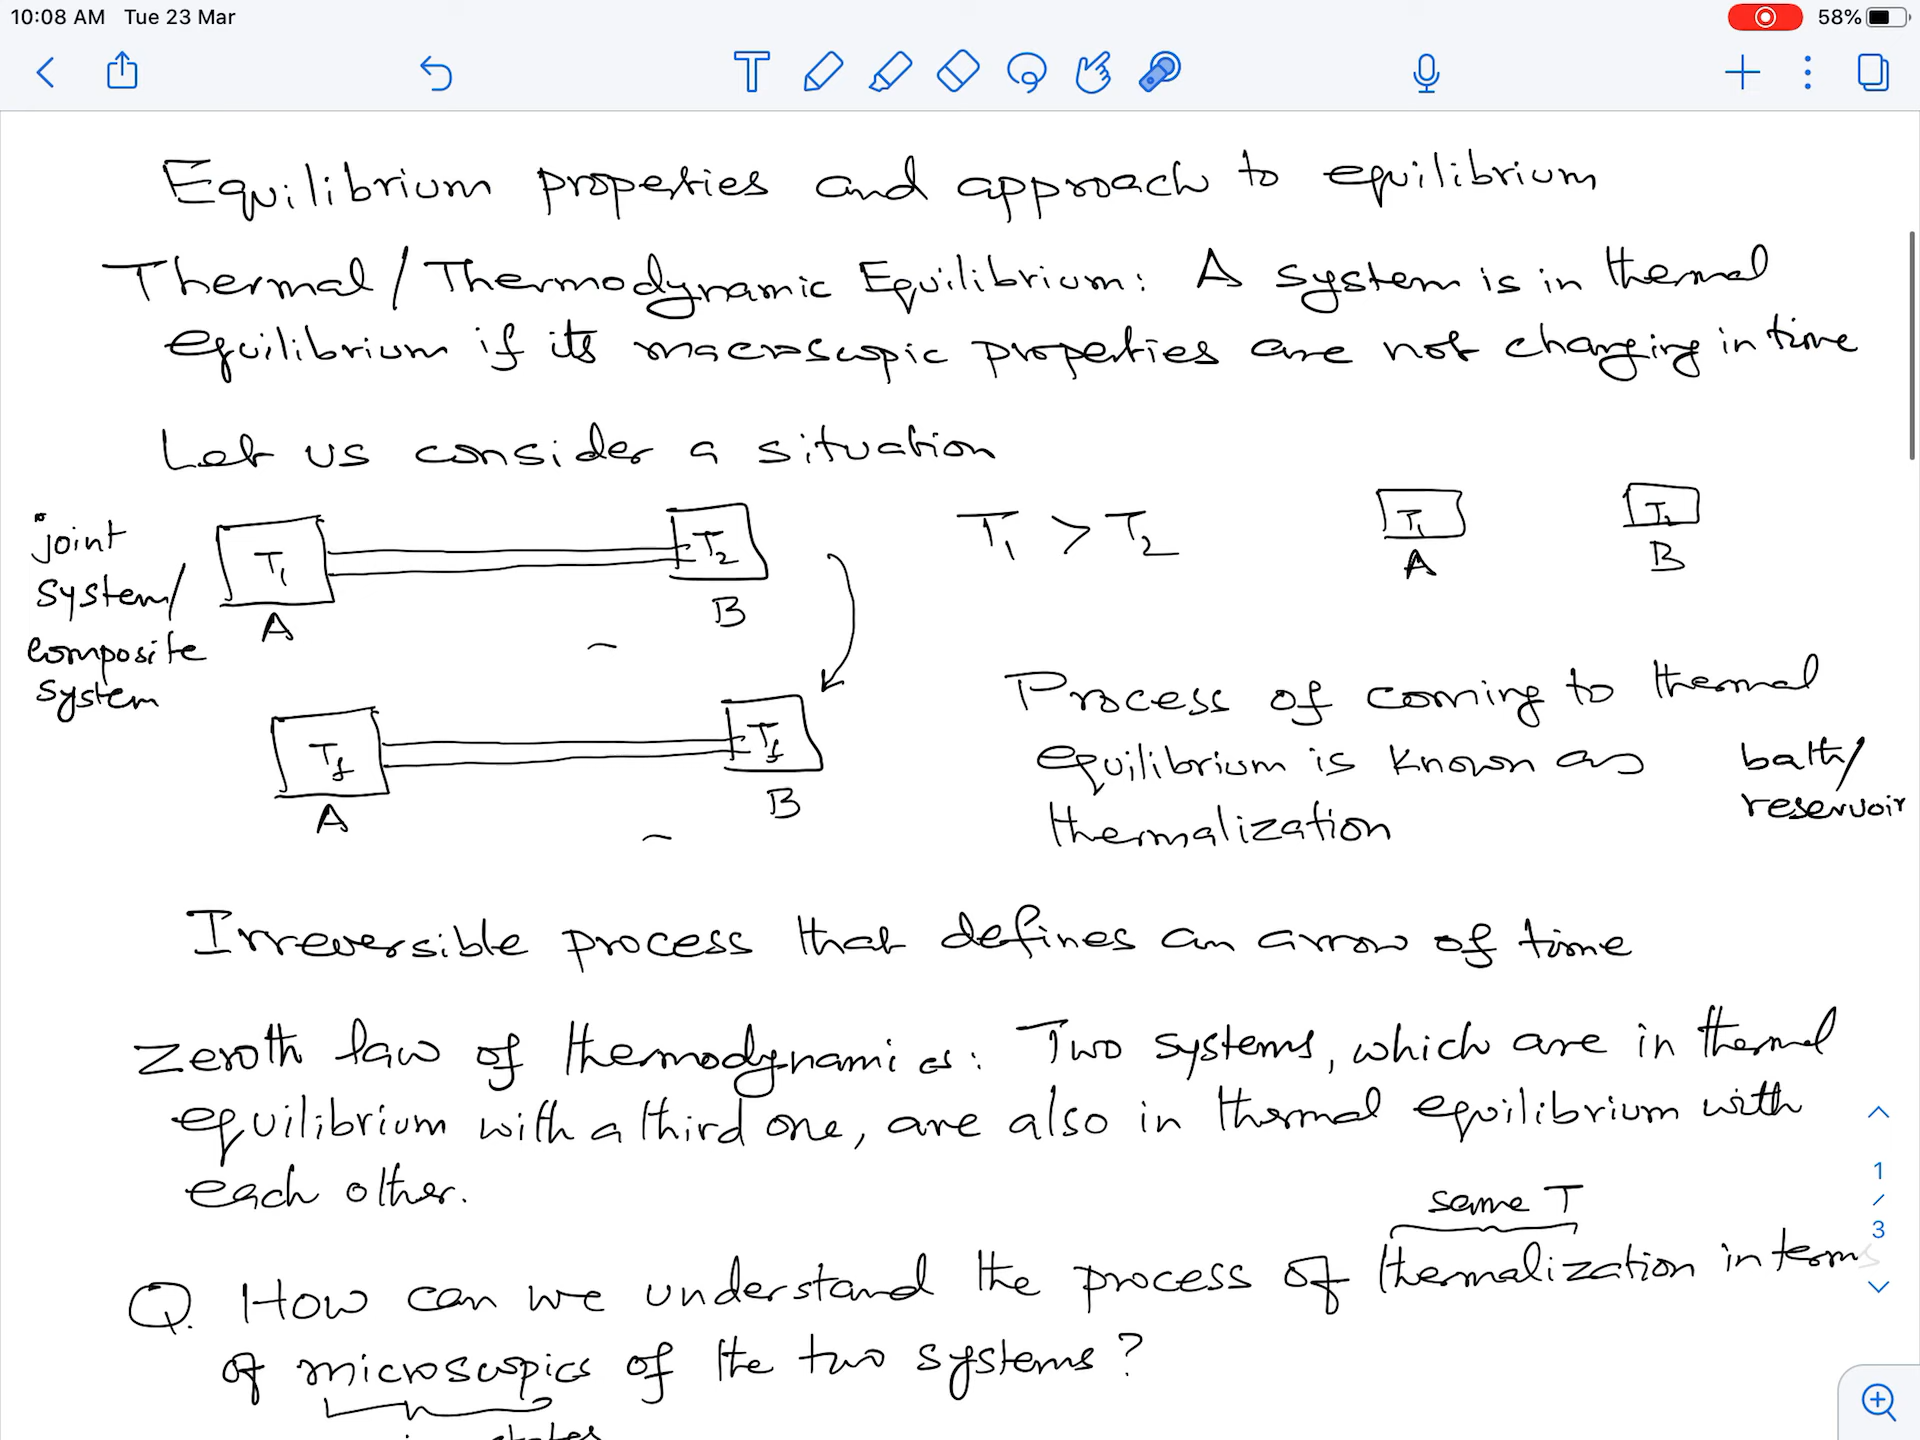 10:08 AM Tue 23 Mar
58%
Equilibrium properties and approach to equilibrium
Thermal / Thermodynamic Equilibrium: A system is in thermal
equilibrium if its macroscopic properties are not changing in time
Let us consider a situation
joint
system/
composite
system
T1
A
T2
B
T1 > T2
T1
A
T2
B
Tf
A
Tf
B
Process of coming to thermal
equilibrium is known as
thermalization
bath/
reservoir
Irreversible process that defines an arrow of time
Zeroth law of thermodynamics: Two systems, which are in thermal
equilibrium with a third one, are also in thermal equilibrium with
each other.
same T
Q. How can we understand the process of thermalization in terms
of microscopics of the two systems?
1
/
3